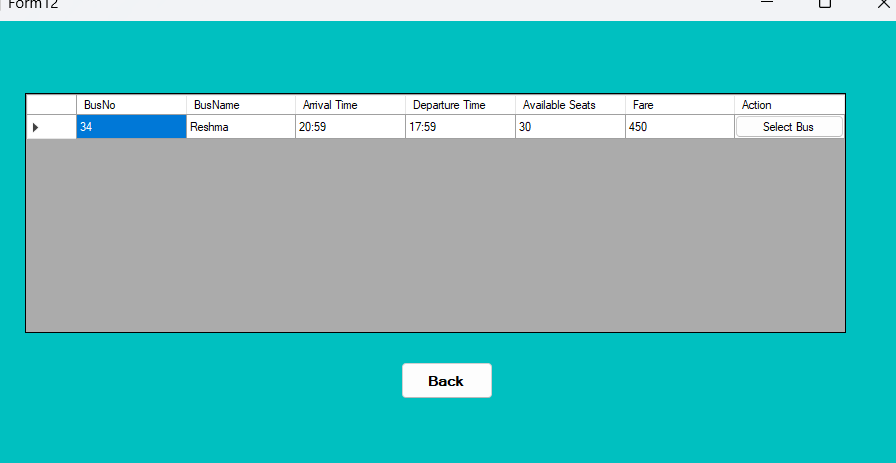 Form12
BusNo BusName Arrival Time Departure Time Available Seats Fare Action
34 Reshma 20:59 17:59 30 450 Select Bus
Back